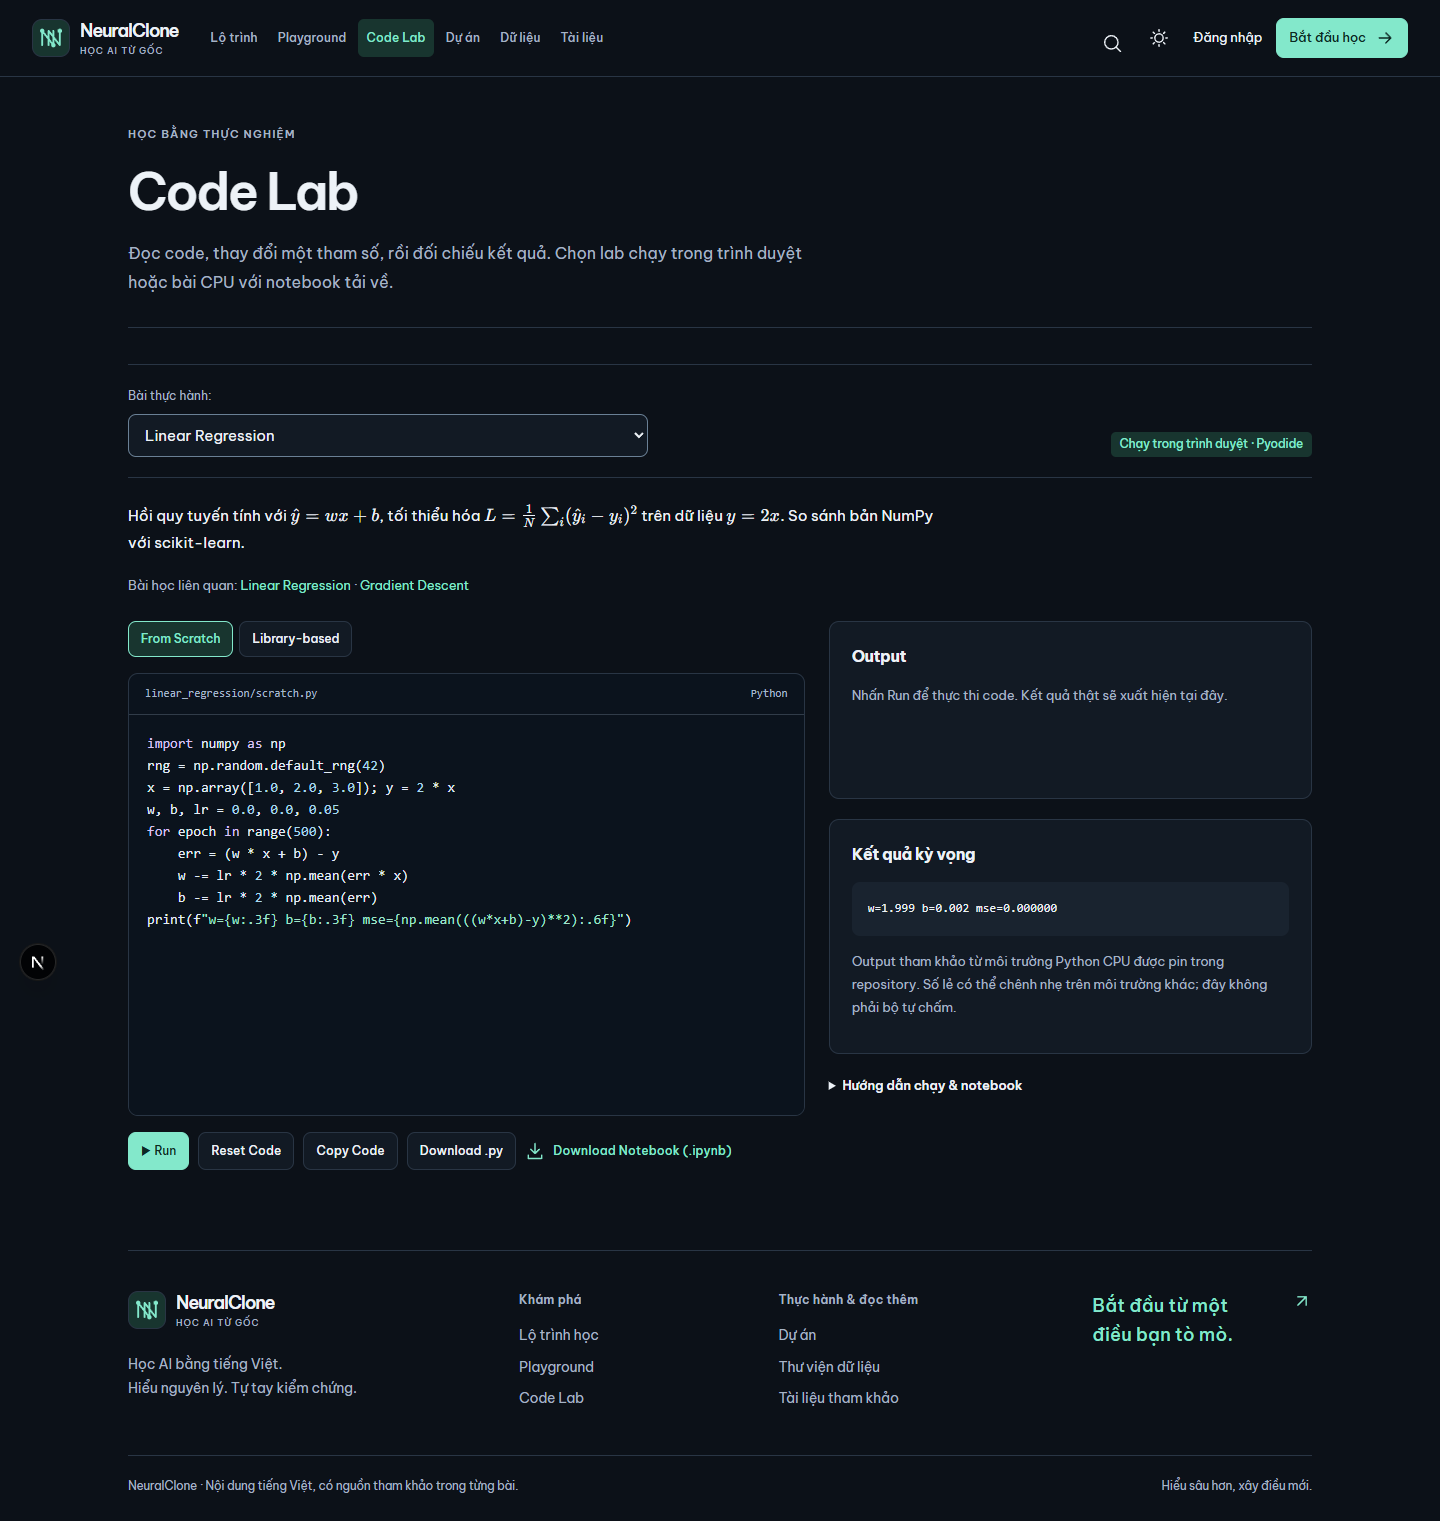 NeuralClone
HỌC AI TỪ GỐC
Lộ trình
Playground
Code Lab
Dự án
Dữ liệu
Tài liệu
Đăng nhập
Bắt đầu học
HỌC BẰNG THỰC NGHIỆM
Code Lab
Đọc code, thay đổi một tham số, rồi đối chiếu kết quả. Chọn lab chạy trong trình duyệt
hoặc bài CPU với notebook tải về.
Bài thực hành:
Linear Regression
Chạy trong trình duyệt · Pyodide
Hồi quy tuyến tính với ŷ = wx + b, tối thiểu hóa L = 1/N ∑ᵢ(ŷᵢ − yᵢ)² trên dữ liệu y = 2x. So sánh bản NumPy
với scikit-learn.
Bài học liên quan: Linear Regression · Gradient Descent
From Scratch
Library-based
linear_regression/scratch.py
Python
import numpy as np
rng = np.random.default_rng(42)
x = np.array([1.0, 2.0, 3.0]); y = 2 * x
w, b, lr = 0.0, 0.0, 0.05
for epoch in range(500):
    err = (w * x + b) - y
    w -= lr * 2 * np.mean(err * x)
    b -= lr * 2 * np.mean(err)
print(f"w={w:.3f} b={b:.3f} mse={np.mean(((w*x+b)-y)**2):.6f}")
▶ Run
Reset Code
Copy Code
Download .py
Download Notebook (.ipynb)
Output
Nhấn Run để thực thi code. Kết quả thật sẽ xuất hiện tại đây.
Kết quả kỳ vọng
w=1.999 b=0.002 mse=0.000000
Output tham khảo từ môi trường Python CPU được pin trong
repository. Số lẻ có thể chênh nhẹ trên môi trường khác; đây không
phải bộ tự chấm.
▶ Hướng dẫn chạy & notebook
N
NeuralClone
HỌC AI TỪ GỐC
Học AI bằng tiếng Việt.
Hiểu nguyên lý. Tự tay kiểm chứng.
Khám phá
Lộ trình học
Playground
Code Lab
Thực hành & đọc thêm
Dự án
Thư viện dữ liệu
Tài liệu tham khảo
Bắt đầu từ một
điều bạn tò mò.
NeuralClone · Nội dung tiếng Việt, có nguồn tham khảo trong từng bài.
Hiểu sâu hơn, xây điều mới.